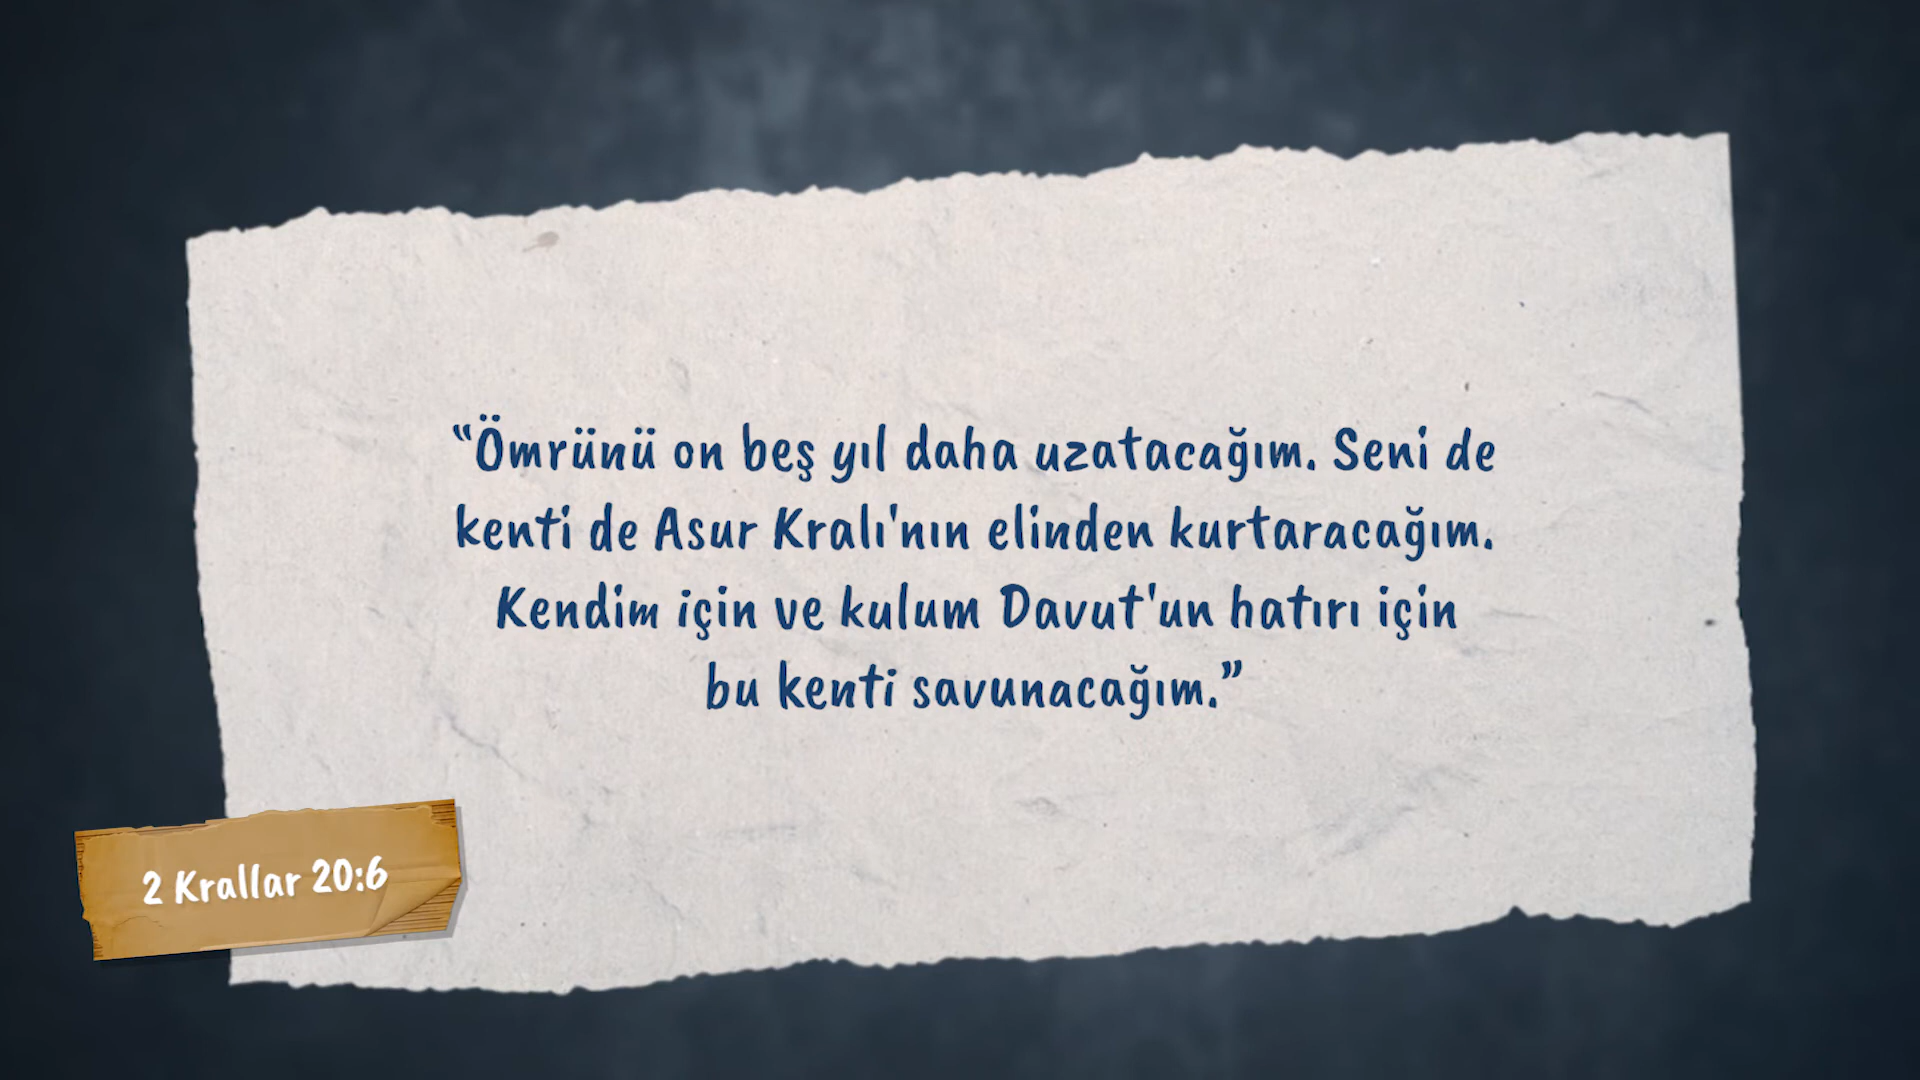 “Ömrünü on beş yıl daha uzatacağım. Seni de
kenti de Asur Kralı'nın elinden kurtaracağım.
Kendim için ve kulum Davut'un hatırı için
bu kenti savunacağım.”
2 Krallar 20:6